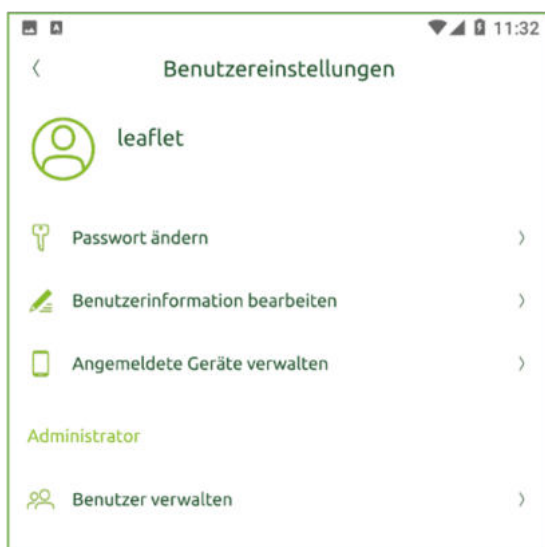 11:32
Benutzereinstellungen
leaflet
Passwort ändern
Benutzerinformation bearbeiten
Angemeldete Geräte verwalten
Administrator
Benutzer verwalten